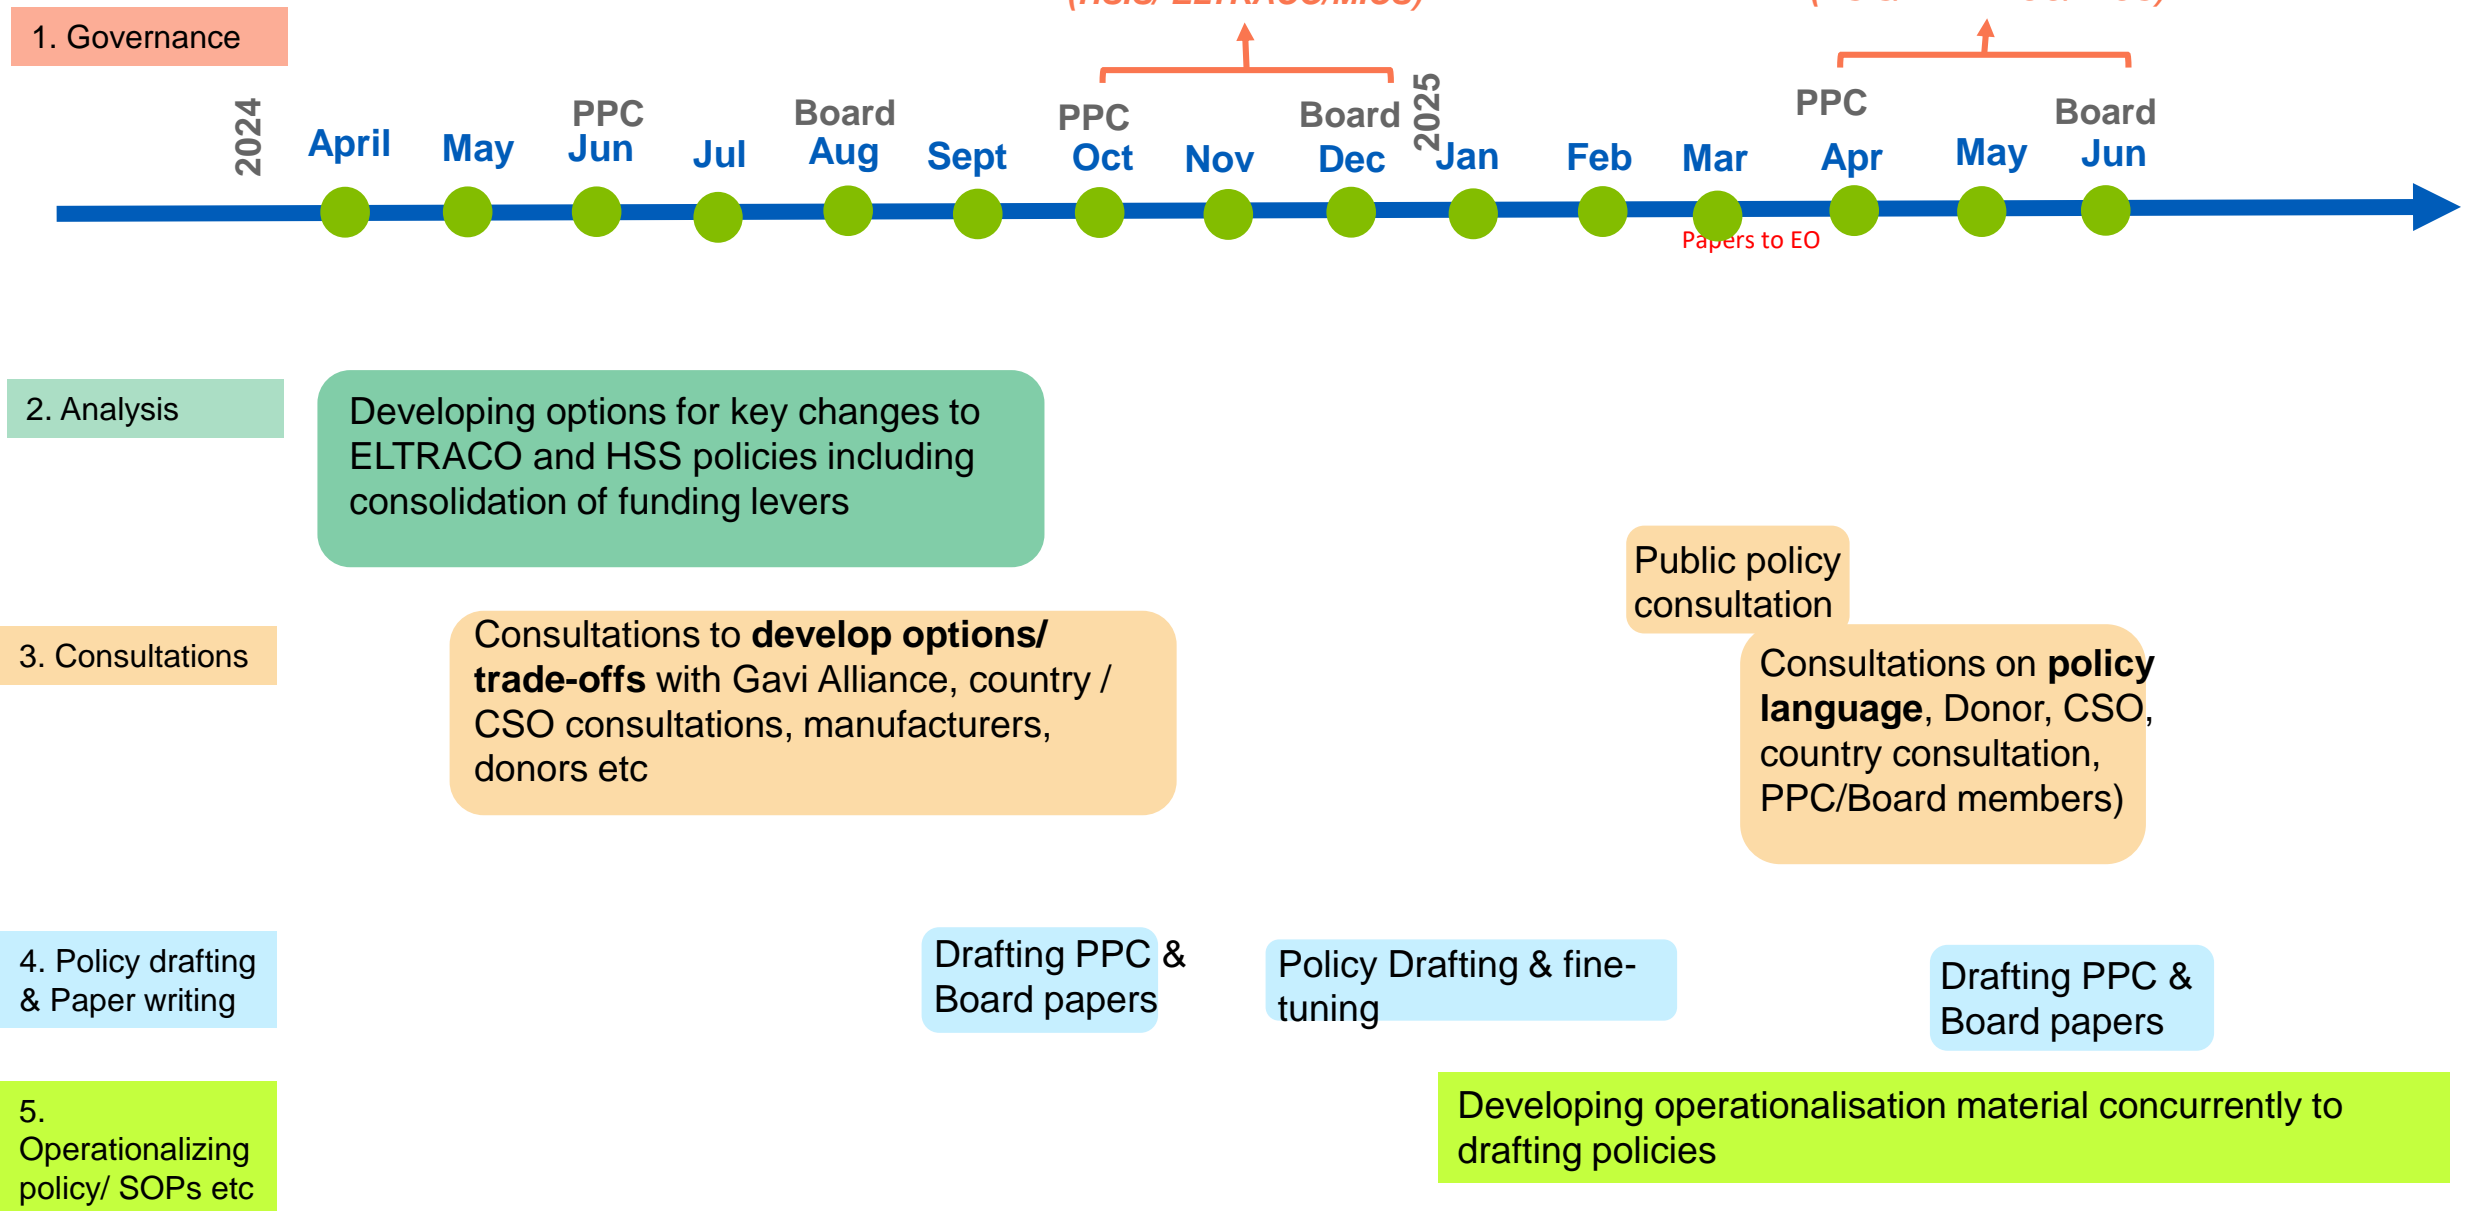 1. Governance
2024
April
May
PPC
Jun
Jul
Board
Aug
Sept
PPC
Oct
Nov
Board
Dec
2025
Jan
Feb
Mar
PPC
Apr
May
Board
Jun
Papers to EO
2. Analysis
Developing options for key changes to
ELTRACO and HSS policies including
consolidation of funding levers
3. Consultations
Consultations to develop options/
trade-offs with Gavi Alliance, country /
CSO consultations, manufacturers,
donors etc
Public policy
consultation
Consultations on policy
language, Donor, CSO,
country consultation,
PPC/Board members)
4. Policy drafting
& Paper writing
Drafting PPC &
Board papers
Policy Drafting & fine-
tuning
Drafting PPC &
Board papers
5.
Operationalizing
policy/ SOPs etc
Developing operationalisation material concurrently to
drafting policies